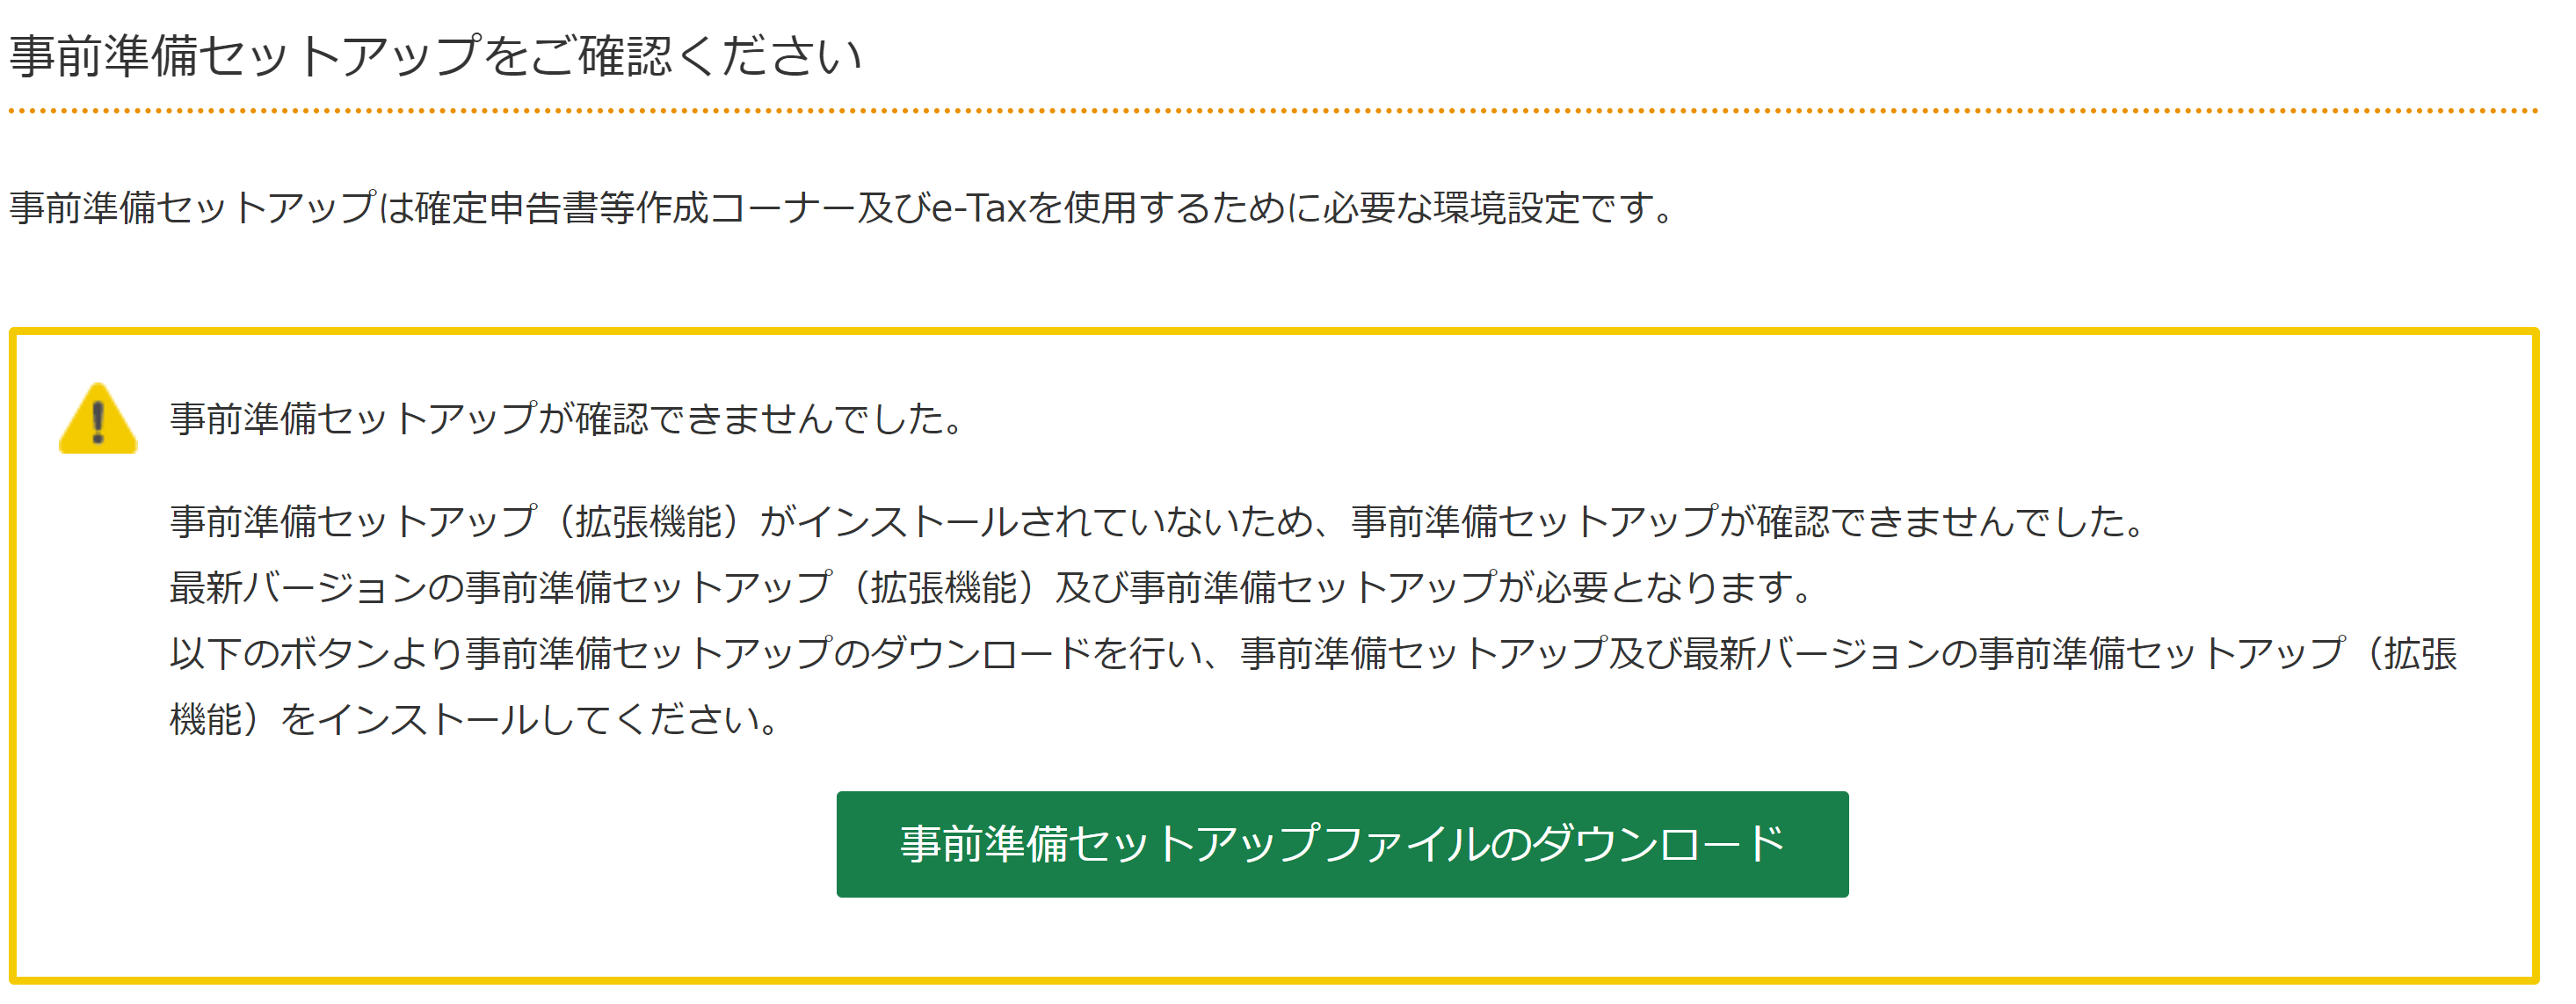 事前準備セットアップをご確認ください
事前準備セットアップは確定申告書等作成コーナー及びe-Taxを使用するために必要な環境設定です。
事前準備セットアップが確認できませんでした。
事前準備セットアップ（拡張機能）がインストールされていないため、事前準備セットアップが確認できませんでした。
最新バージョンの事前準備セットアップ（拡張機能）及び事前準備セットアップが必要となります。
以下のボタンより事前準備セットアップのダウンロードを行い、事前準備セットアップ及び最新バージョンの事前準備セットアップ（拡張
機能）をインストールしてください。
事前準備セットアップファイルのダウンロード